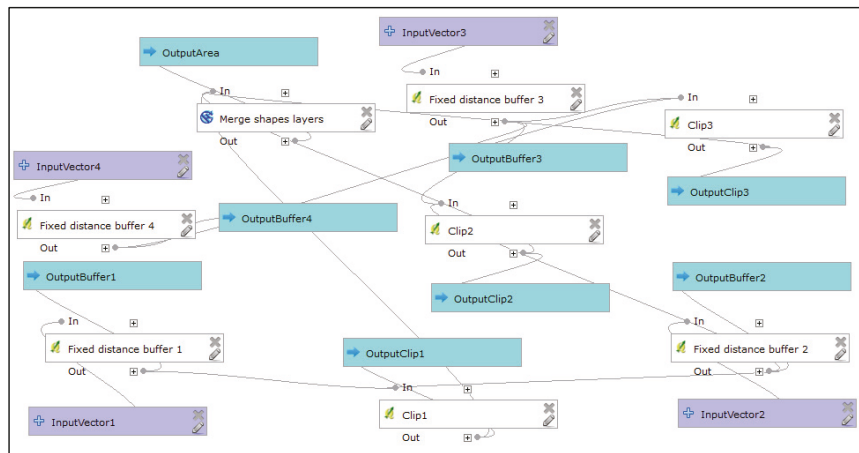 InputVector3
OutputArea
In
In
In
Fixed distance buffer 3
Merge shapes layers
Clip3
Out
Out
Out
OutputBuffer3
InputVector4
OutputClip3
In
In
OutputBuffer4
Fixed distance buffer 4
Clip2
Out
Out
OutputBuffer1
OutputBuffer2
OutputClip2
In
In
Fixed distance buffer 1
OutputClip1
Fixed distance buffer 2
Out
Out
In
InputVector1
Clip1
InputVector2
Out